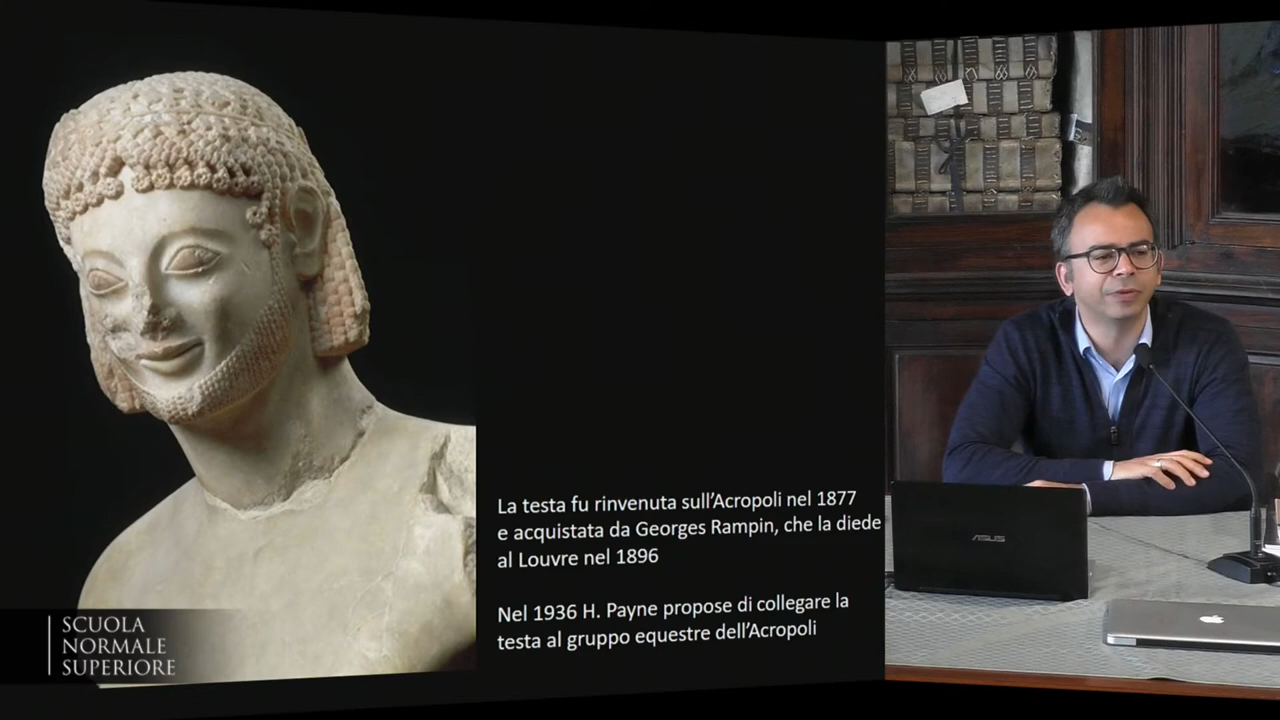 La testa fu rinvenuta sull'Acropoli nel 1877
e acquistata da Georges Rampin, che la diede
al Louvre nel 1896
Nel 1936 H. Payne propose di collegare la
testa al gruppo equestre dell'Acropoli
SCUOLA
NORMALE
SUPERIORE
ASUS